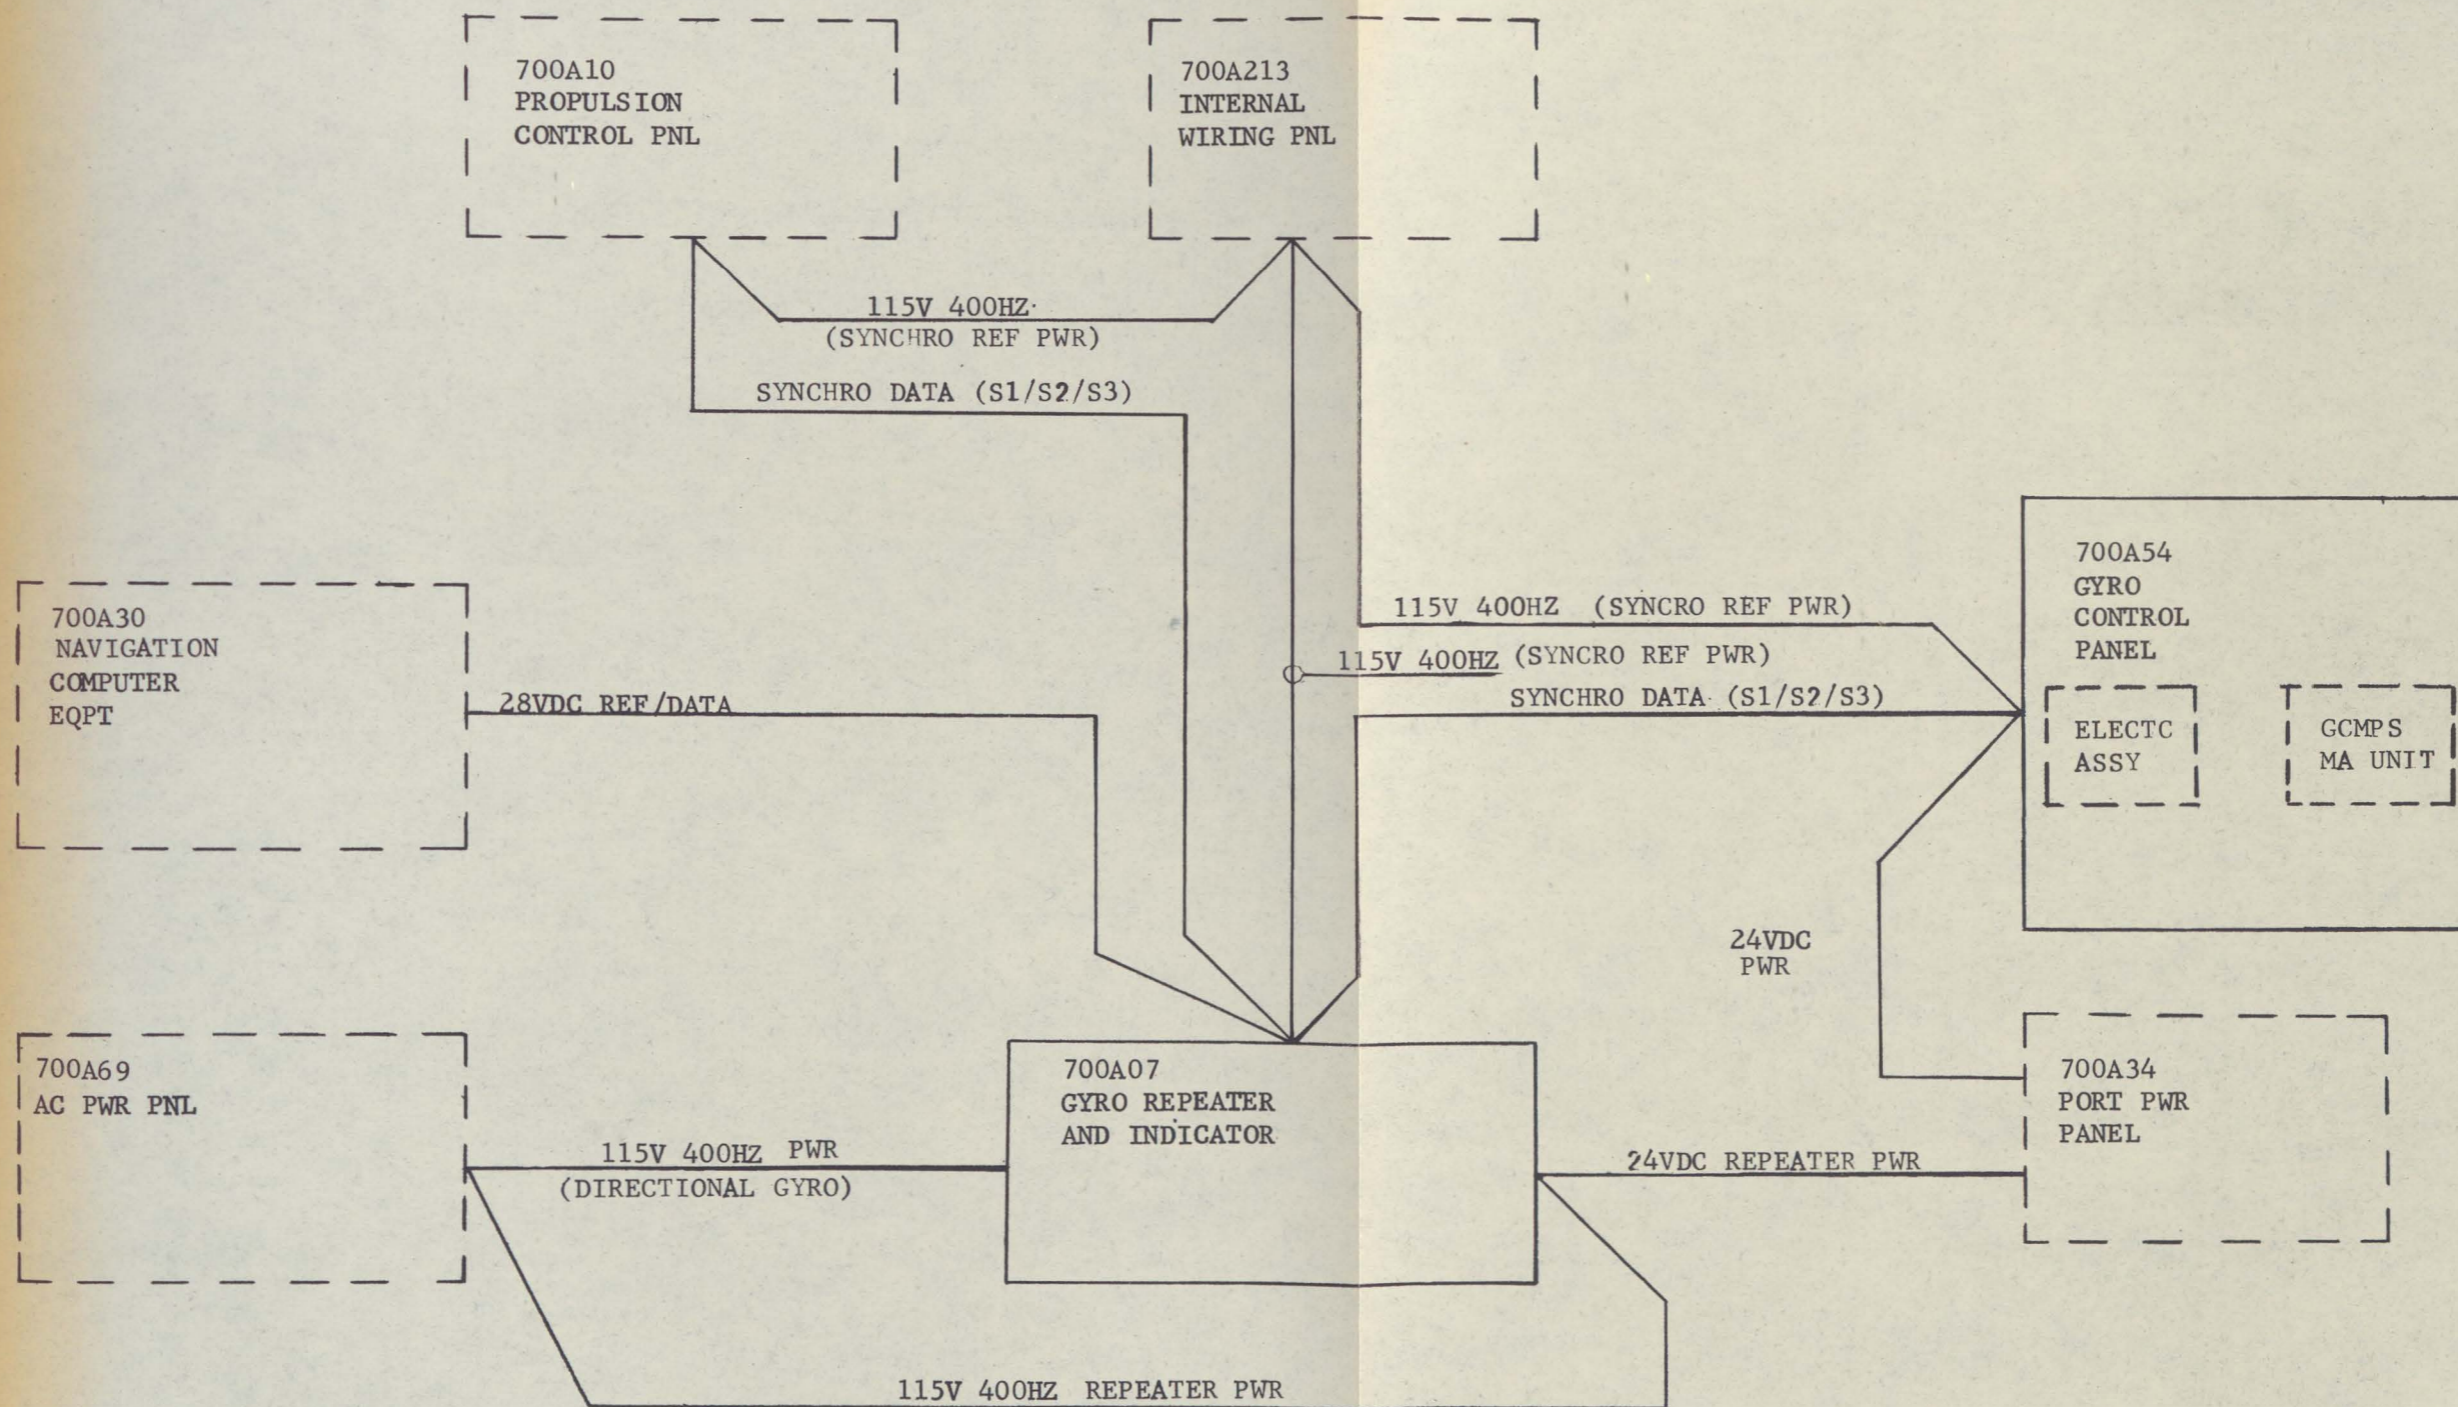 700A10
PROPULSION
CONTROL PNL
700A213
INTERNAL
WIRING PNL
115V 400HZ
(SYNCHRO REF PWR)
SYNCHRO DATA (S1/S2/S3)
700A54
GYRO
CONTROL
PANEL
ELECTC
ASSY
GCMPS
MA UNIT
115V 400HZ (SYNCRO REF PWR)
115V 400HZ (SYNCRO REF PWR)
SYNCHRO DATA (S1/S2/S3)
700A30
NAVIGATION
COMPUTER
EQPT
28VDC REF/DATA
24VDC
PWR
700A69
AC PWR PNL
115V 400HZ PWR
(DIRECTIONAL GYRO)
700A07
GYRO REPEATER
AND INDICATOR
24VDC REPEATER PWR
700A34
PORT PWR
PANEL
115V 400HZ REPEATER PWR